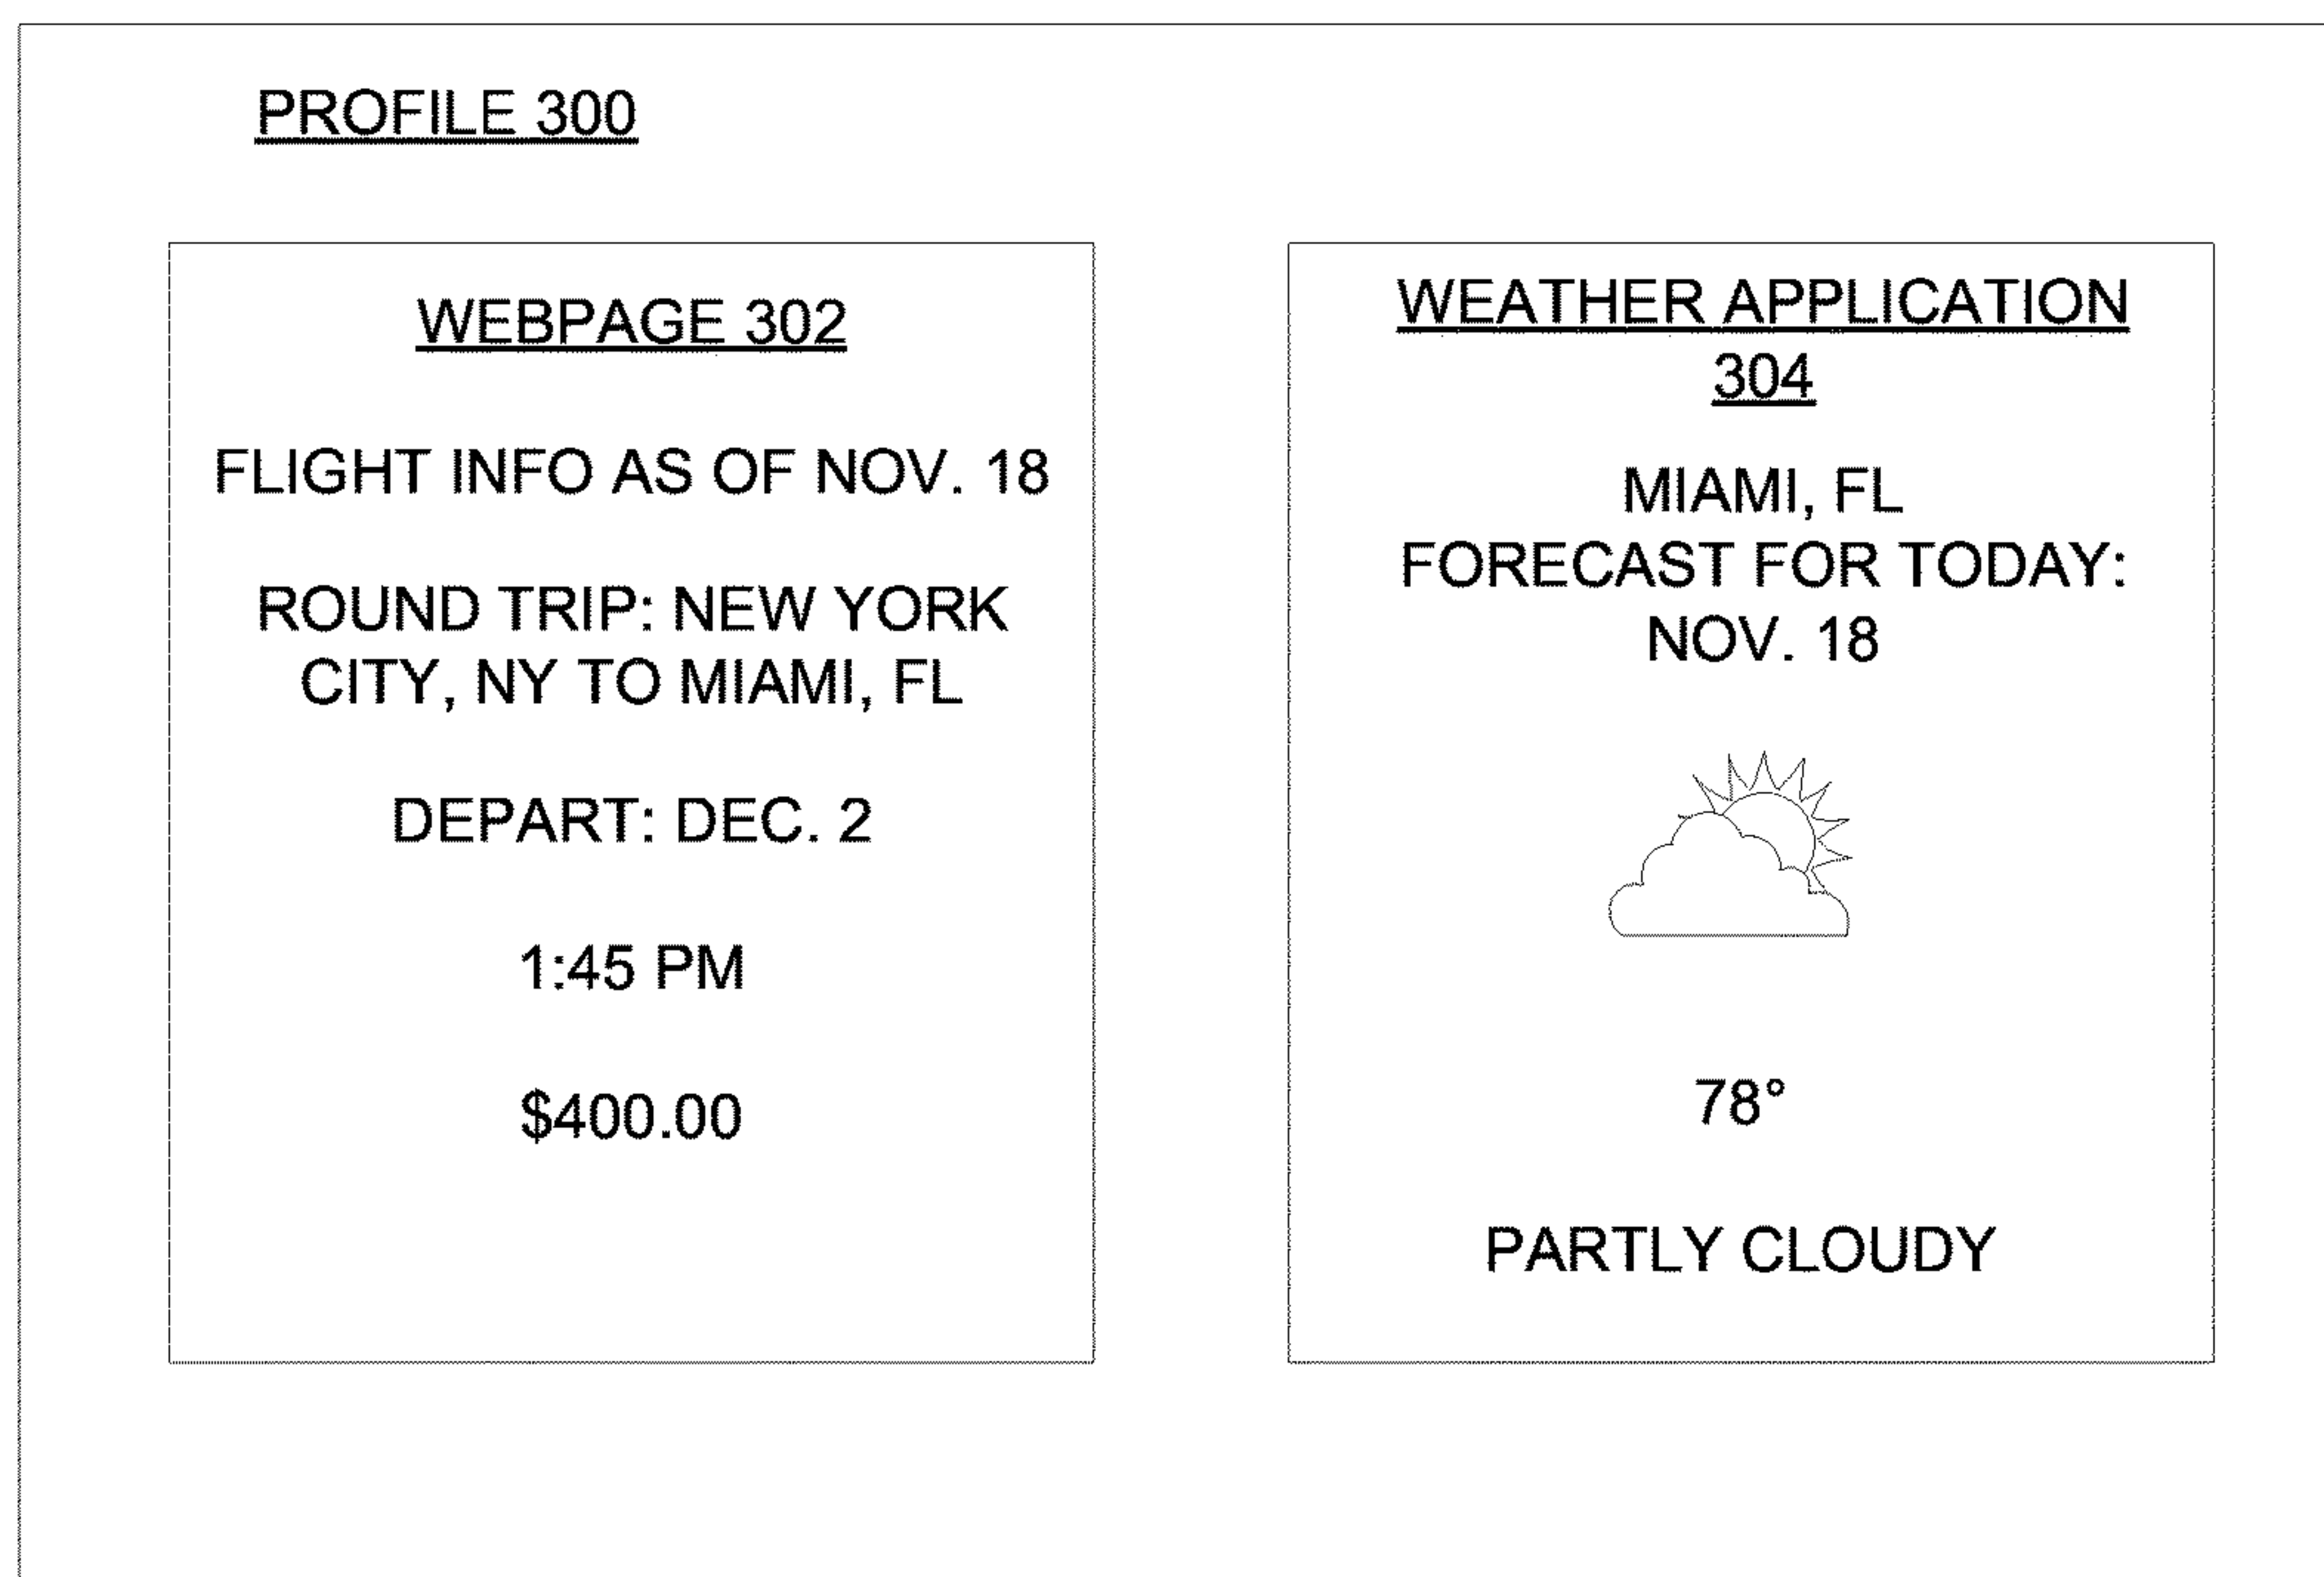 PROFILE 300
WEBPAGE 302
FLIGHT INFO AS OF NOV. 18
ROUND TRIP: NEW YORK
CITY, NY TO MIAMI, FL
DEPART: DEC. 2
1:45 PM
$400.00
WEATHER APPLICATION
304
MIAMI, FL
FORECAST FOR TODAY:
NOV. 18
78°
PARTLY CLOUDY